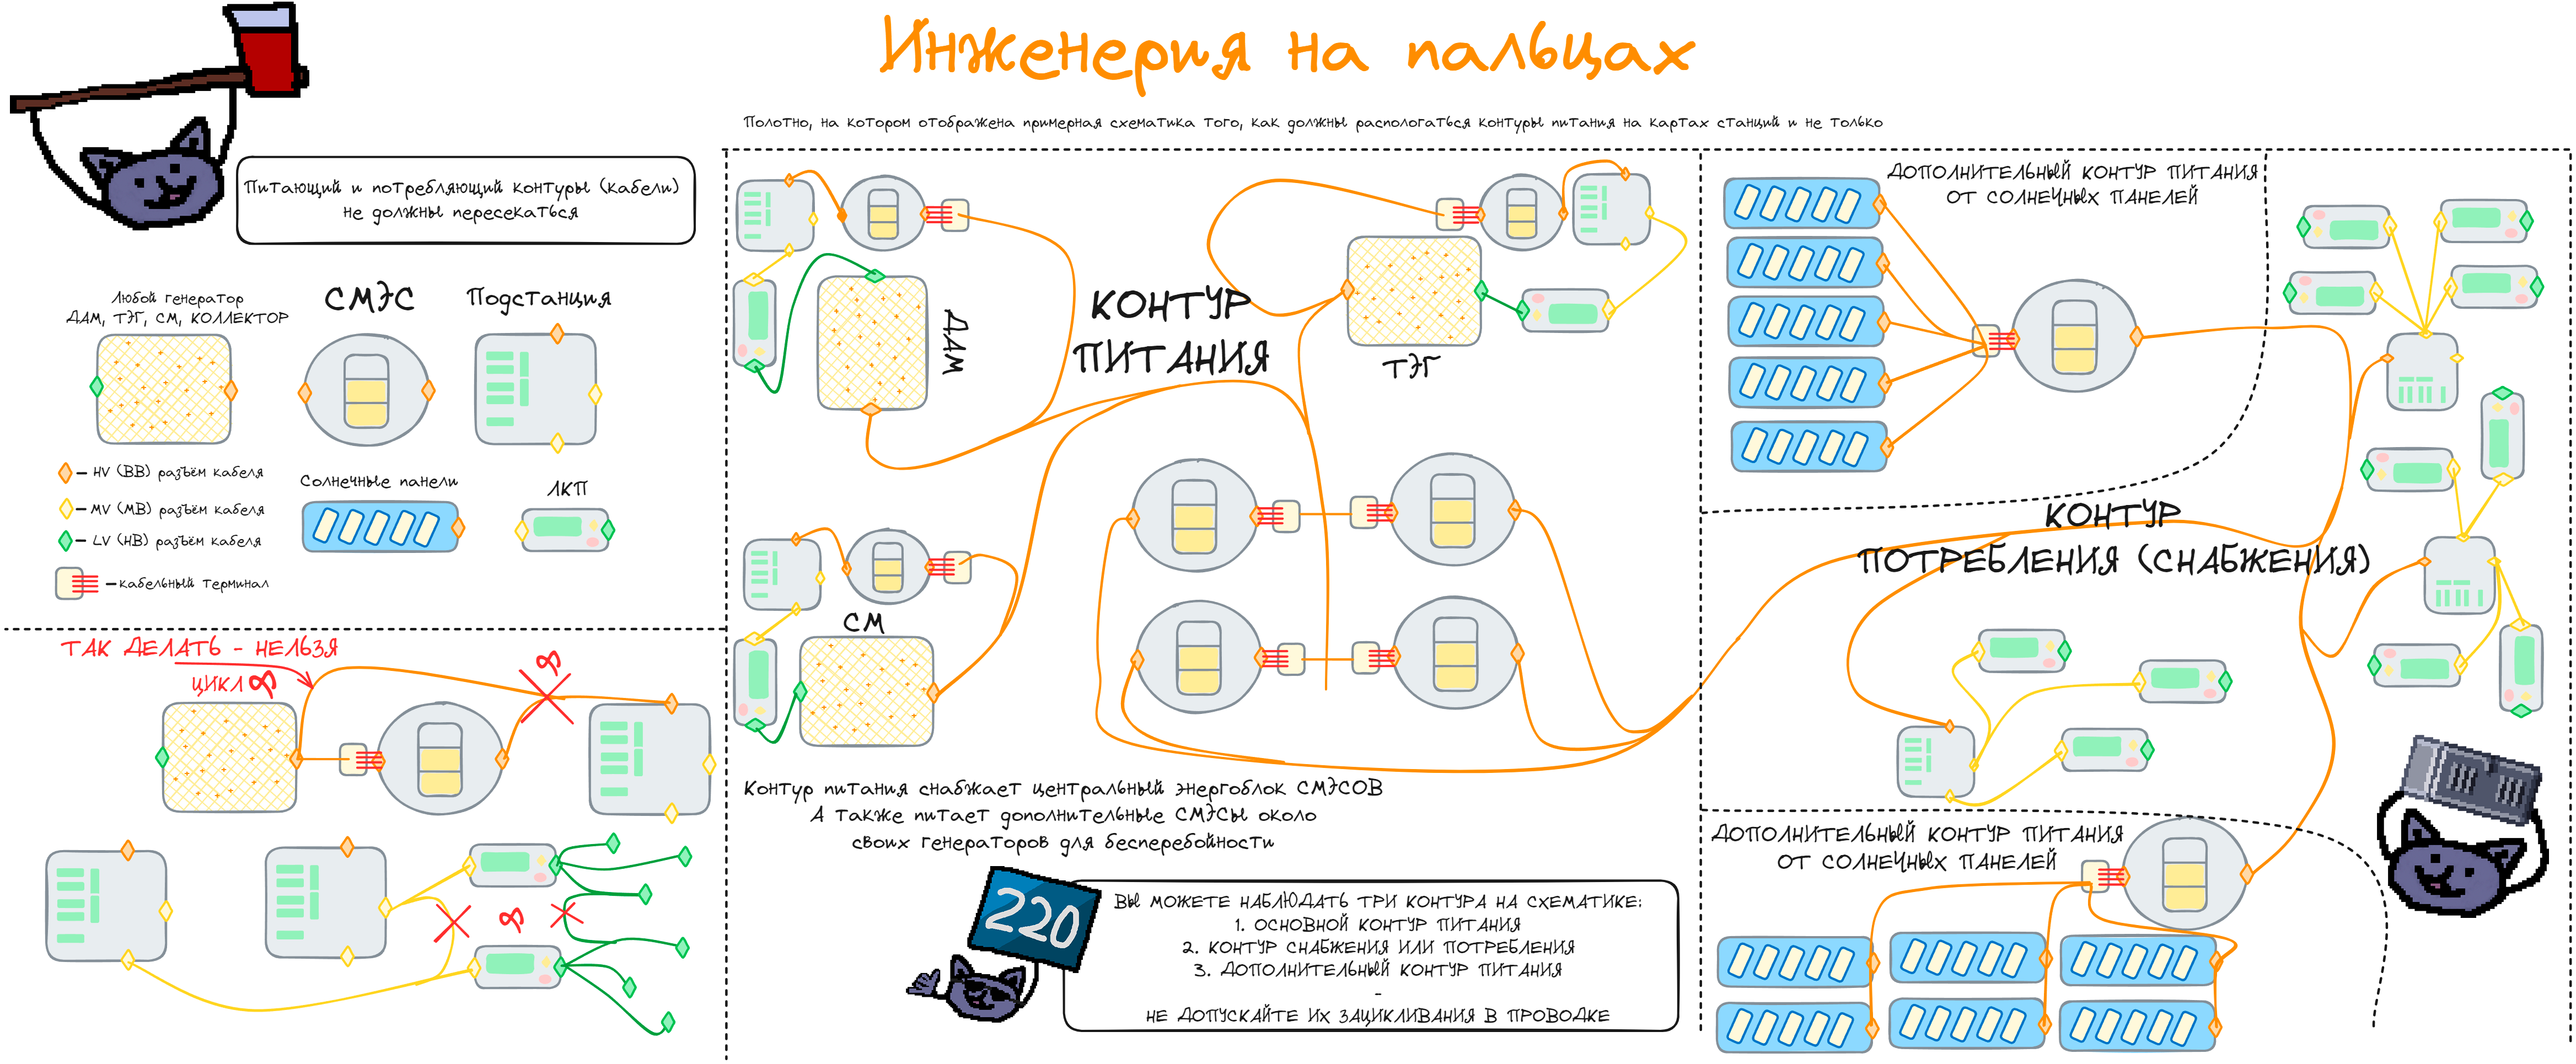 Инженерия на пальцах
Полотно, на котором отображена примерная схематика того, как должны распологаться контуры питания на картах станций и не только
Питающий и потребляющий контуры (кабели)
не должны пересекаться
Любой генератор
ДАМ, ТЭГ, СМ, КОЛЛЕКТОР
СМЭС
Подстанция
HV (ВВ) разъём кабеля
MV (МВ) разъём кабеля
LV (НВ) разъём кабеля
кабельный терминал
Солнечные панели
ЛКП
ТАК ДЕЛАТЬ - НЕЛЬЗЯ
ЦИКЛ
ДАМ
КОНТУР
ПИТАНИЯ
ТЭГ
СМ
Контур питания снабжает центральный энергоблок СМЭСОВ
А также питает дополнительные СМЭСы около
своих генераторов для бесперебойности
220
ВЫ МОЖЕТЕ НАБЛЮДАТЬ ТРИ КОНТУРА НА СХЕМАТИКЕ:
1. ОСНОВНОЙ КОНТУР ПИТАНИЯ
2. КОНТУР СНАБЖЕНИЯ ИЛИ ПОТРЕБЛЕНИЯ
3. ДОПОЛНИТЕЛЬНЫЙ КОНТУР ПИТАНИЯ
-
НЕ ДОПУСКАЙТЕ ИХ ЗАЦИКЛИВАНИЯ В ПРОВОДКЕ
ДОПОЛНИТЕЛЬНЫЙ КОНТУР ПИТАНИЯ
ОТ СОЛНЕЧНЫХ ПАНЕЛЕЙ
КОНТУР
ПОТРЕБЛЕНИЯ (СНАБЖЕНИЯ)
ДОПОЛНИТЕЛЬНЫЙ КОНТУР ПИТАНИЯ
ОТ СОЛНЕЧНЫХ ПАНЕЛЕЙ